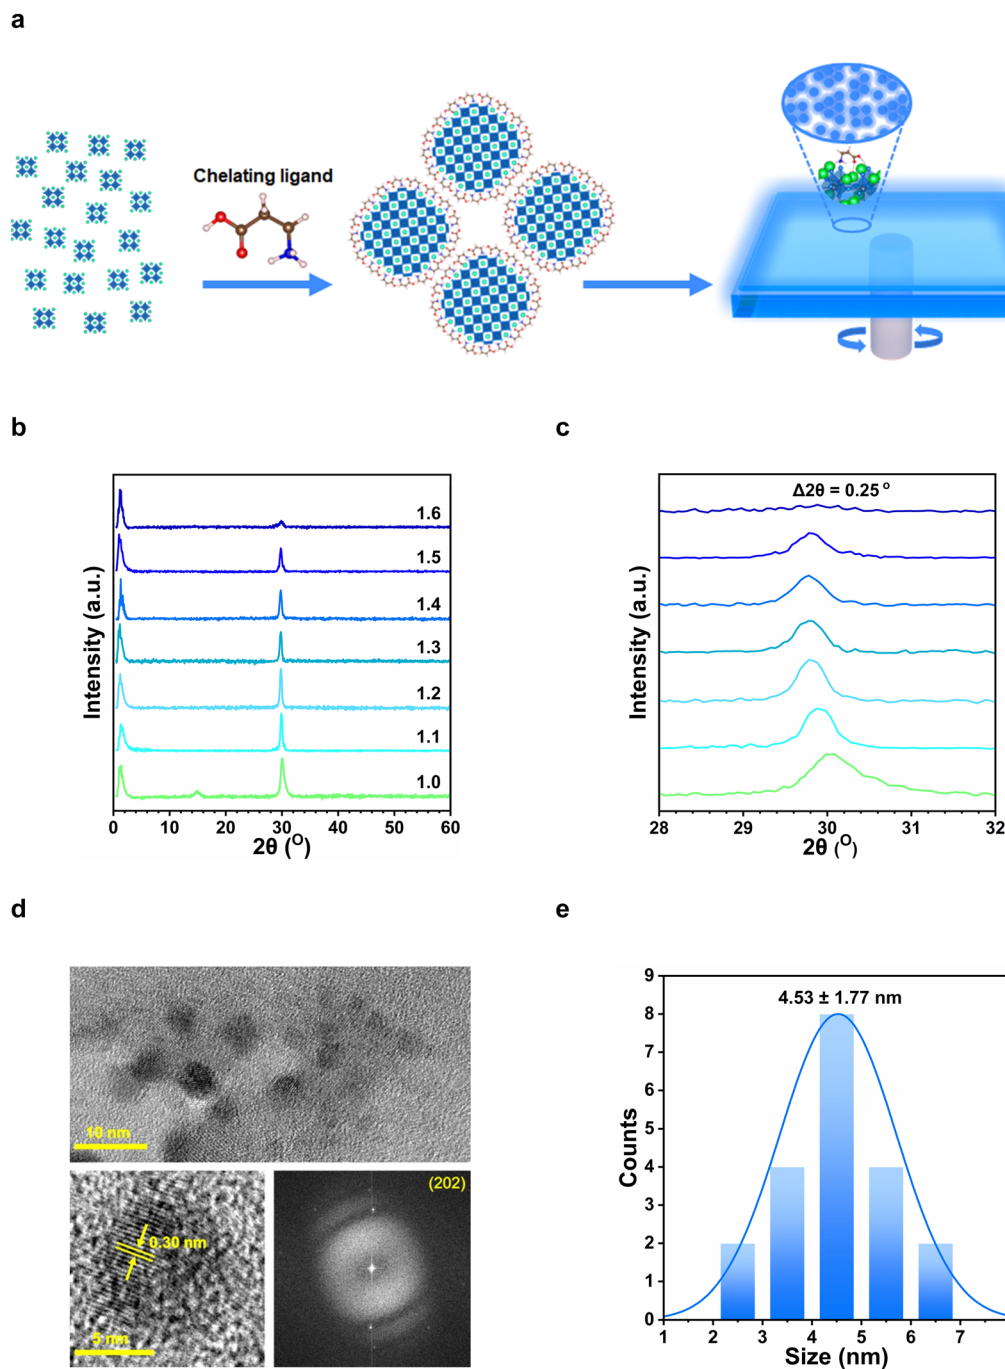 a
Chelating ligand
b
Intensity (a.u.)
1.6
1.5
1.4
1.3
1.2
1.1
1.0
0 10 20 30 40 50 60
2θ (O)
c
Intensity (a.u.)
Δ2θ = 0.25 o
28 29 30 31 32
2θ (O)
d
10 nm
0.30 nm
5 nm
(202)
e
Counts
4.53 ± 1.77 nm
9
8
7
6
5
4
3
2
1
0
1 2 3 4 5 6 7
Size (nm)